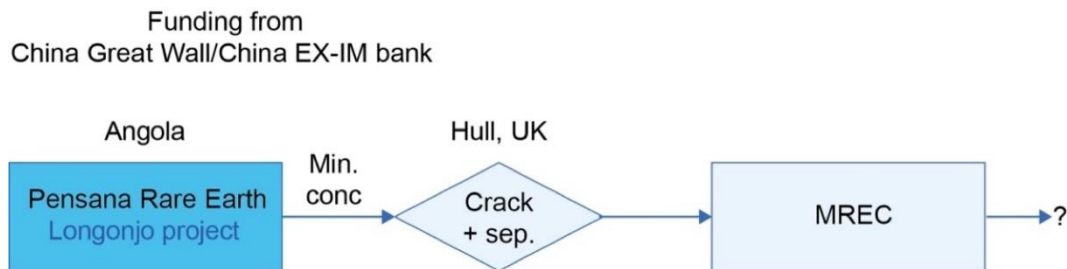 Funding from
China Great Wall/China EX-IM bank
Angola
Hull, UK
Pensana Rare Earth
Longonjo project
Min.
conc
Crack
+ sep.
MREC
?